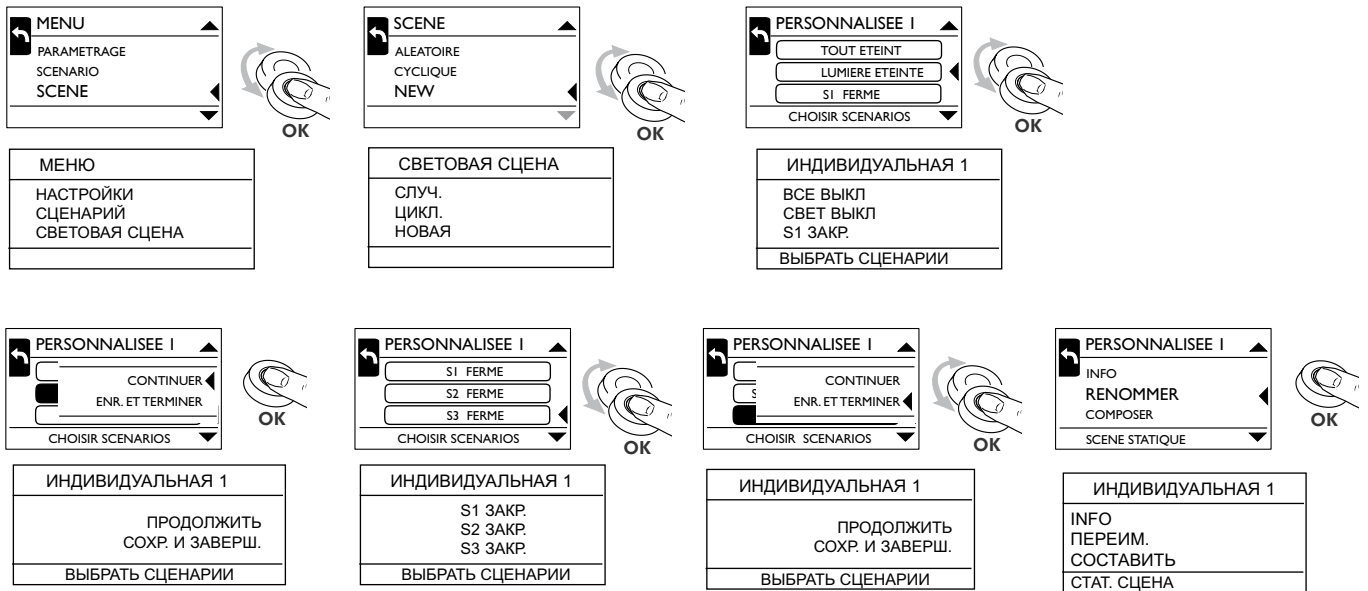 MENU
PARAMETRAGE
SCENARIO
SCENE
OK
SCENE
ALEATOIRE
CYCLIQUE
NEW
OK
PERSONNALISEE 1
TOUT ETEINT
LUMIERE ETEINTE
S1 FERME
CHOISIR SCENARIOS
OK
МЕНЮ
НАСТРОЙКИ
СЦЕНАРИЙ
СВЕТОВАЯ СЦЕНА
СВЕТОВАЯ СЦЕНА
СЛУЧ.
ЦИКЛ.
НОВАЯ
ИНДИВИДУАЛЬНАЯ 1
ВСЕ ВЫКЛ
СВЕТ ВЫКЛ
S1 ЗАКР.
ВЫБРАТЬ СЦЕНАРИИ
PERSONNALISEE 1
CONTINUER
ENR. ET TERMINER
CHOISIR SCENARIOS
OK
PERSONNALISEE 1
S1 FERME
S2 FERME
S3 FERME
CHOISIR SCENARIOS
OK
PERSONNALISEE 1
S
CONTINUER
ENR. ET TERMINER
CHOISIR SCENARIOS
OK
PERSONNALISEE 1
INFO
RENOMMER
COMPOSER
SCENE STATIQUE
OK
ИНДИВИДУАЛЬНАЯ 1
ПРОДОЛЖИТЬ
СОХР. И ЗАВЕРШ.
ВЫБРАТЬ СЦЕНАРИИ
ИНДИВИДУАЛЬНАЯ 1
S1 ЗАКР.
S2 ЗАКР.
S3 ЗАКР.
ВЫБРАТЬ СЦЕНАРИИ
ИНДИВИДУАЛЬНАЯ 1
ПРОДОЛЖИТЬ
СОХР. И ЗАВЕРШ.
ВЫБРАТЬ СЦЕНАРИИ
ИНДИВИДУАЛЬНАЯ 1
INFO
ПЕРЕИМ.
СОСТАВИТЬ
СТАТ. СЦЕНА